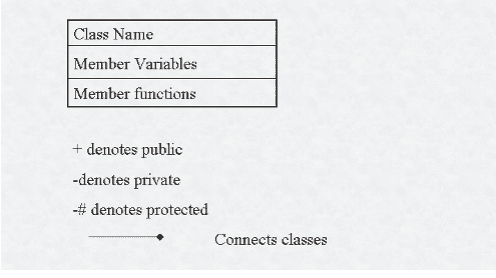 Class Name
Member Variables
Member functions
+ denotes public
-denotes private
-# denotes protected
Connects classes